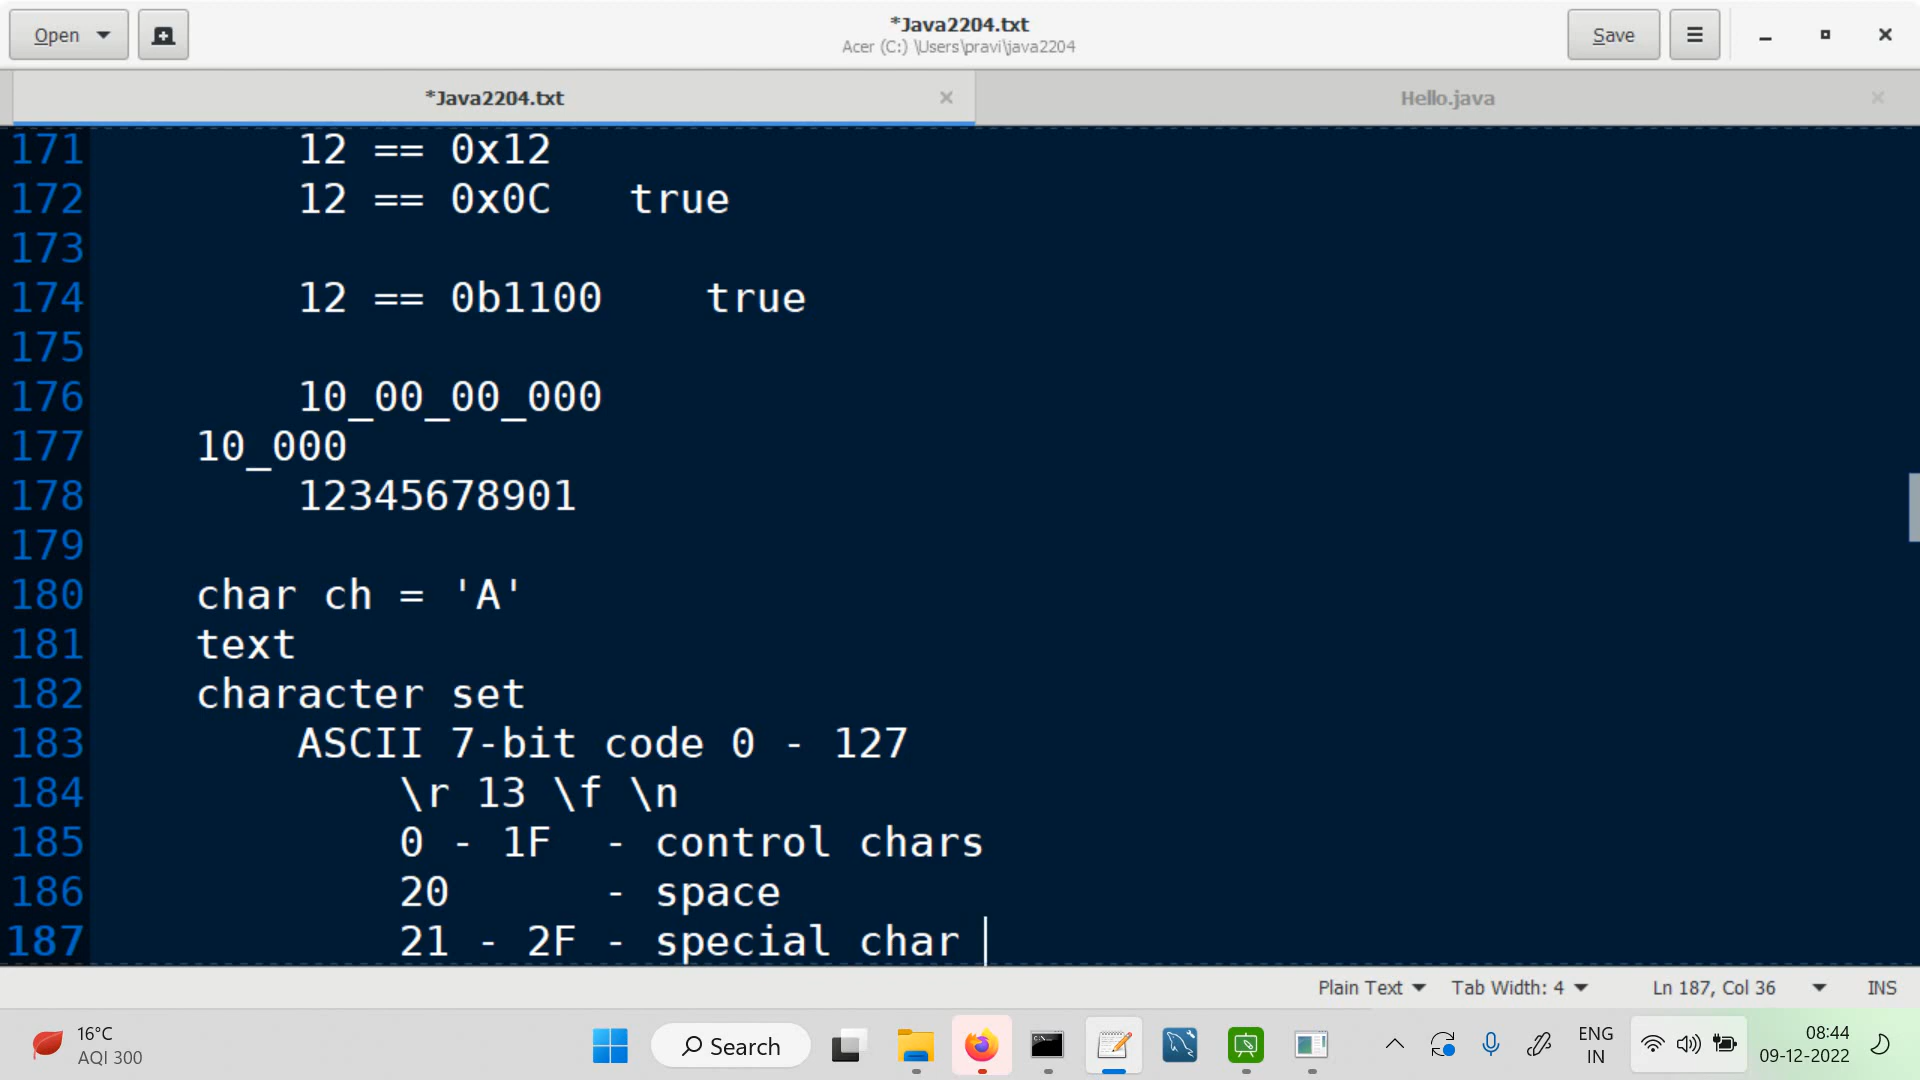 Open
*Java2204.txt
Acer (C:) \Users\pravi\java2204
Save
*Java2204.txt
Hello.java
171 12 == 0x12
172 12 == 0x0C true
173
174 12 == 0b1100 true
175
176 10_00_00_000
177 10_000
178 12345678901
179
180 char ch = 'A'
181 text
182 character set
183 ASCII 7-bit code 0 - 127
184 \r 13 \f \n
185 0 - 1F - control chars
186 20 - space
187 21 - 2F - special char
Plain Text Tab Width: 4 Ln 187, Col 36 INS
16°C
AQI 300
Search
ENG
IN
08:44
09-12-2022